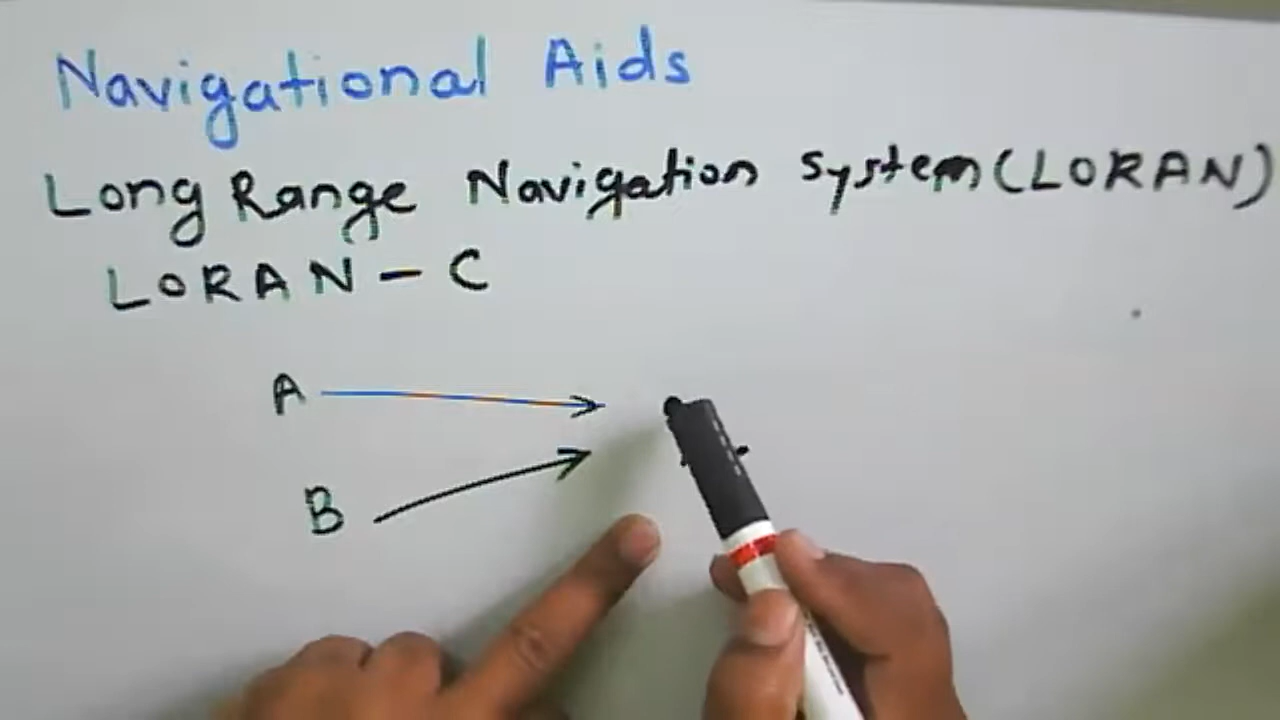 Navigational Aids
Long Range Navigation system (LORAN)
LORAN - C
A
B